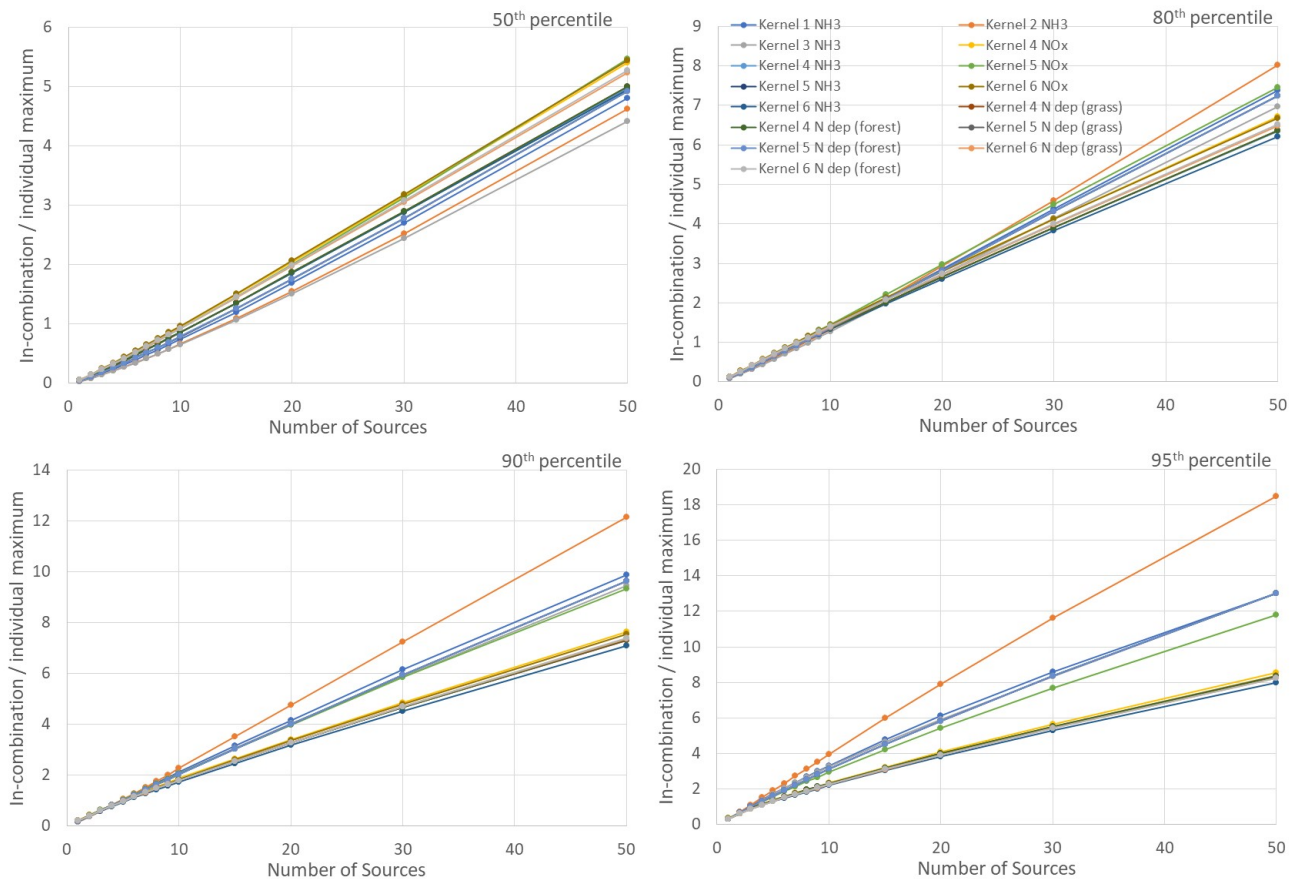 50th percentile
In-combination / individual maximum
6
5
4
3
2
1
0
0 10 20 30 40 50
Number of Sources
80th percentile
Kernel 1 NH3 Kernel 2 NH3
Kernel 3 NH3 Kernel 4 NOx
Kernel 4 NH3 Kernel 5 NOx
Kernel 5 NH3 Kernel 6 NOx
Kernel 6 NH3 Kernel 4 N dep (grass)
Kernel 4 N dep (forest) Kernel 5 N dep (grass)
Kernel 5 N dep (forest) Kernel 6 N dep (grass)
Kernel 6 N dep (forest)
In-combination / individual maximum
9
8
7
6
5
4
3
2
1
0
0 10 20 30 40 50
Number of Sources
90th percentile
In-combination / individual maximum
14
12
10
8
6
4
2
0
0 10 20 30 40 50
Number of Sources
95th percentile
In-combination / individual maximum
20
18
16
14
12
10
8
6
4
2
0
0 10 20 30 40 50
Number of Sources